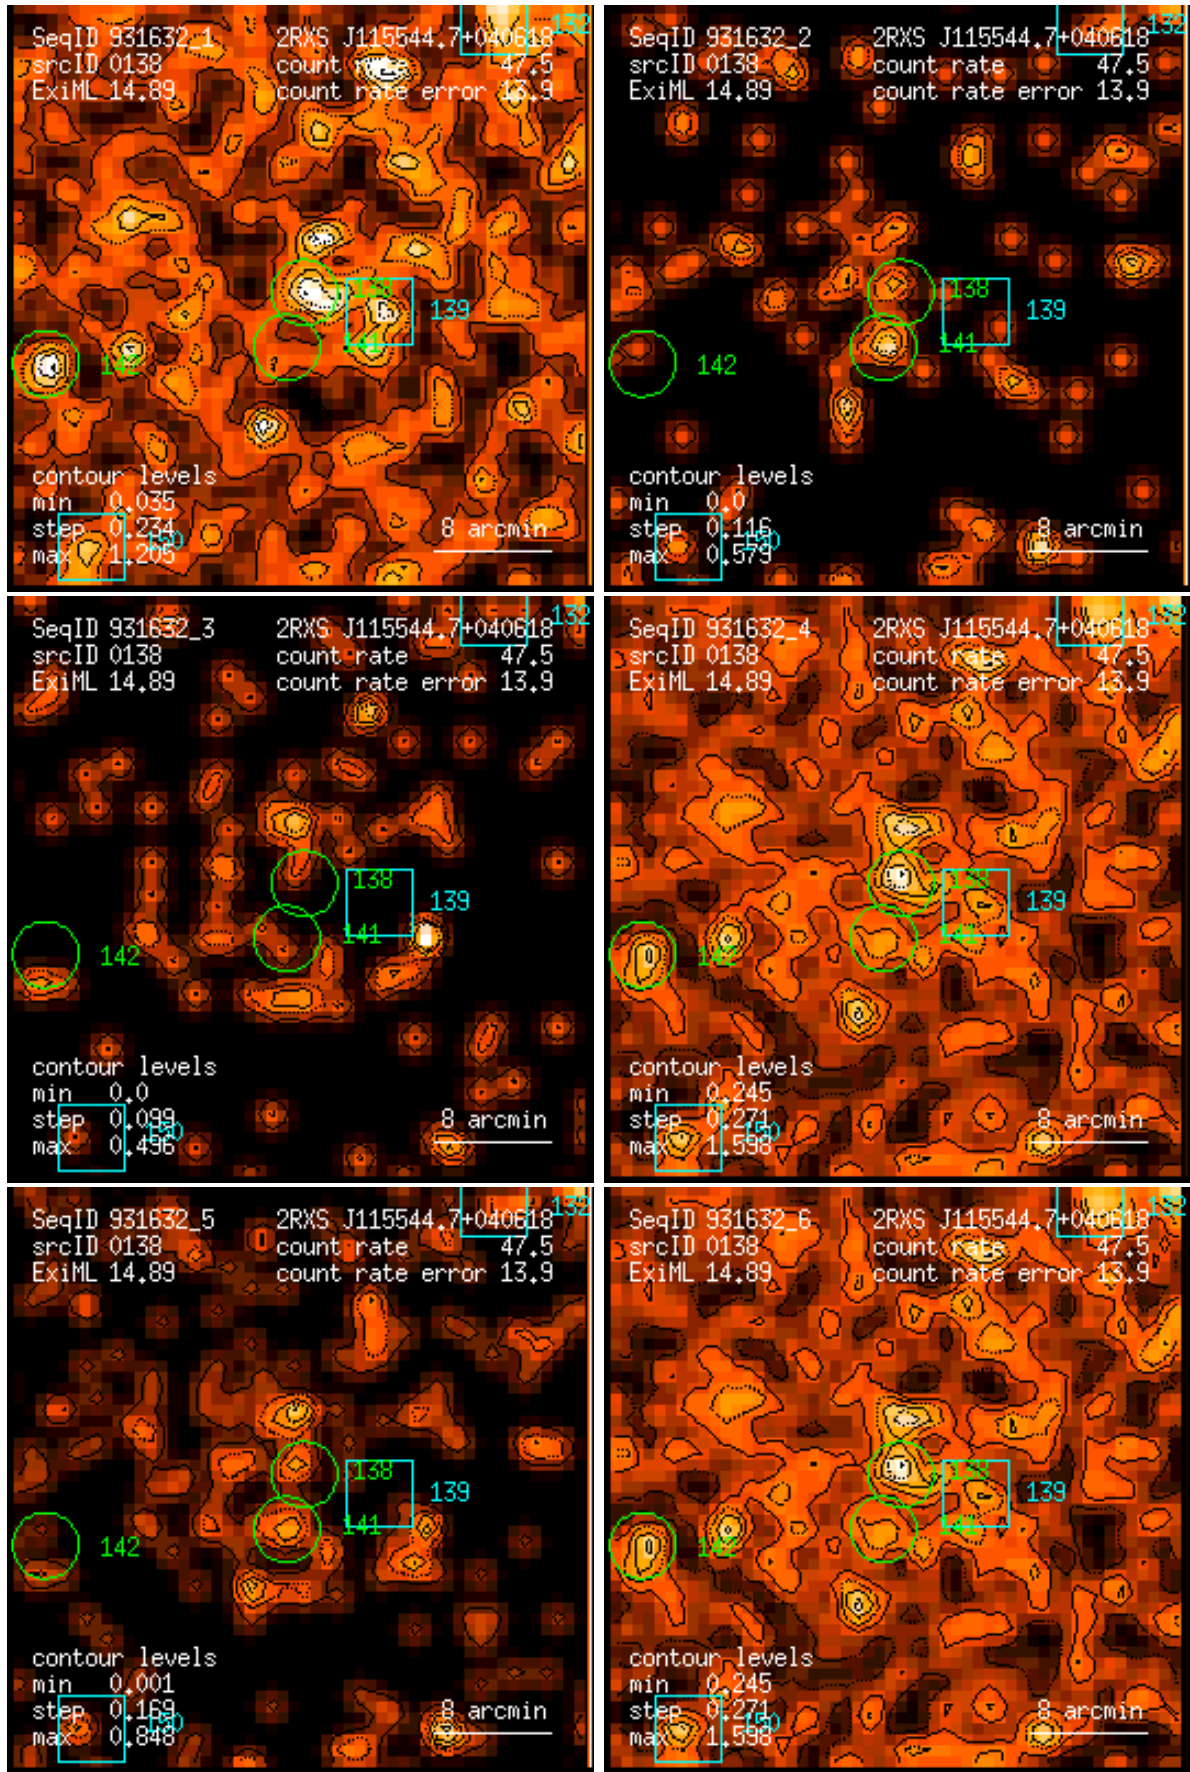 SeqID 931632_1 2RXS J115544.7+040618 132
srcID 0138 count rate 47.5
ExiML 14.89 count rate error 13.9
138
139
141
142
contour levels
min 0.035
step 0.234 8 arcmin
max 1.205 150
SeqID 931632_2 2RXS J115544.7+040618 132
srcID 0138 count rate 47.5
ExiML 14.89 count rate error 13.9
138
139
141
142
contour levels
min 0.0
step 0.116 8 arcmin
max 0.579 150
SeqID 931632_3 2RXS J115544.7+040618 132
srcID 0138 count rate 47.5
ExiML 14.89 count rate error 13.9
138
139
141
142
contour levels
min 0.0
step 0.099 8 arcmin
max 0.496 150
SeqID 931632_4 2RXS J115544.7+040618 132
srcID 0138 count rate 47.5
ExiML 14.89 count rate error 13.9
138
139
141
142
contour levels
min 0.245
step 0.271 8 arcmin
max 1.598 150
SeqID 931632_5 2RXS J115544.7+040618 132
srcID 0138 count rate 47.5
ExiML 14.89 count rate error 13.9
138
139
141
142
contour levels
min 0.001
step 0.169 8 arcmin
max 0.848 150
SeqID 931632_6 2RXS J115544.7+040618 132
srcID 0138 count rate 47.5
ExiML 14.89 count rate error 13.9
138
139
141
142
contour levels
min 0.245
step 0.271 8 arcmin
max 1.598 150